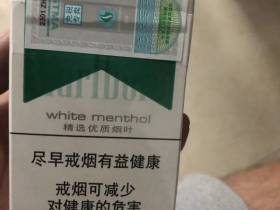 white menthol
精选优质烟叶
尽早戒烟有益健康
戒烟可减少
对健康的危害